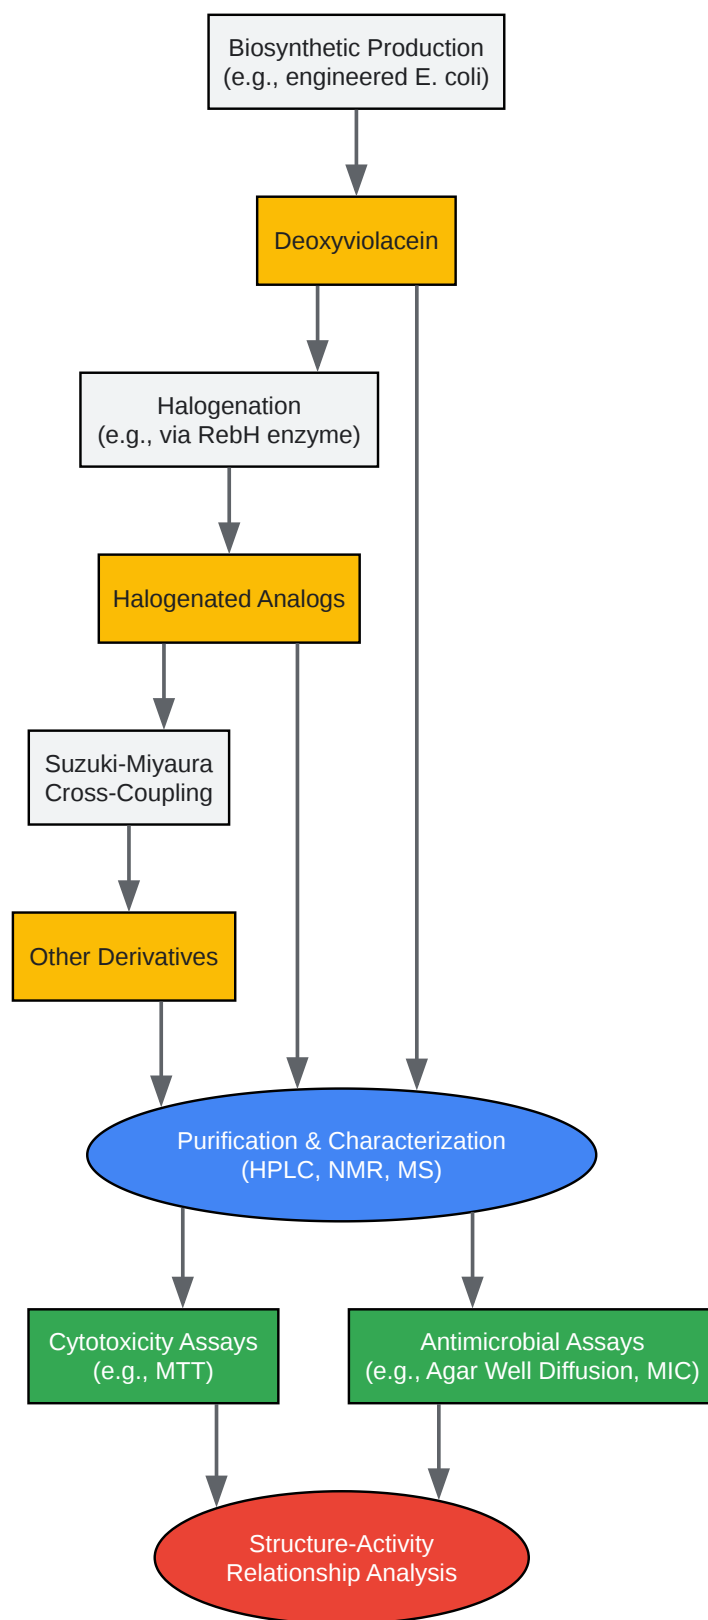 Biosynthetic Production
(e.g., engineered E. coli)
Deoxyviolacein
Halogenation
(e.g., via RebH enzyme)
Halogenated Analogs
Suzuki-Miyaura
Cross-Coupling
Other Derivatives
Purification & Characterization
(HPLC, NMR, MS)
Cytotoxicity Assays
(e.g., MTT)
Antimicrobial Assays
(e.g., Agar Well Diffusion, MIC)
Structure-Activity
Relationship Analysis